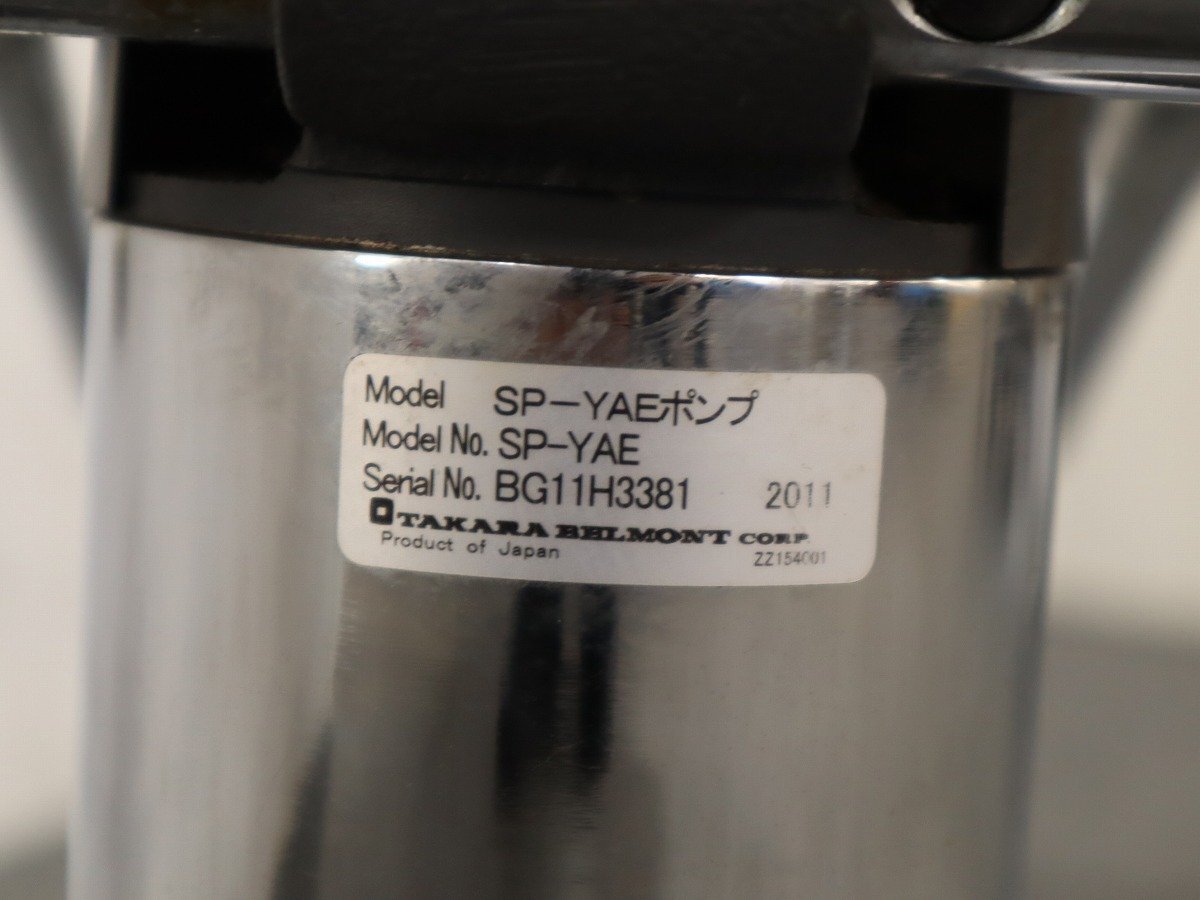 Model SP-YAEポンプ
Model No. SP-YAE
Serial No. BG11H3381 2011
TAKARA BELMONT CORP.
Product of Japan ZZ154001